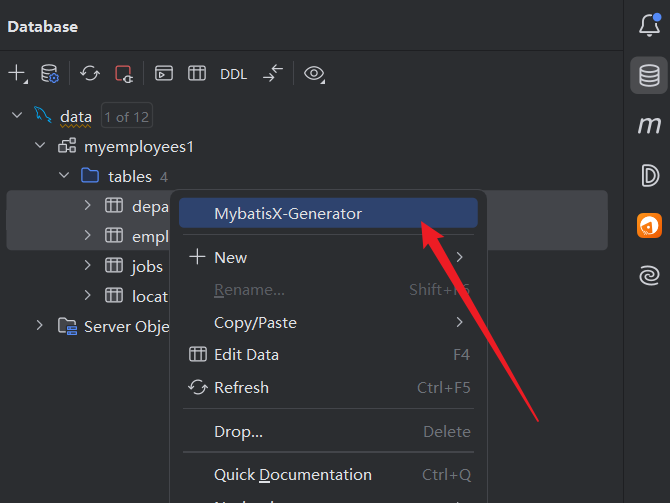 Database
DDL
data 1 of 12
myemployees1
tables 4
depa
MybatisX-Generator
empl
New
jobs
Rename... Shift+F6
locat
Copy/Paste
Server Obje
Edit Data F4
Refresh Ctrl+F5
Drop... Delete
Quick Documentation Ctrl+Q